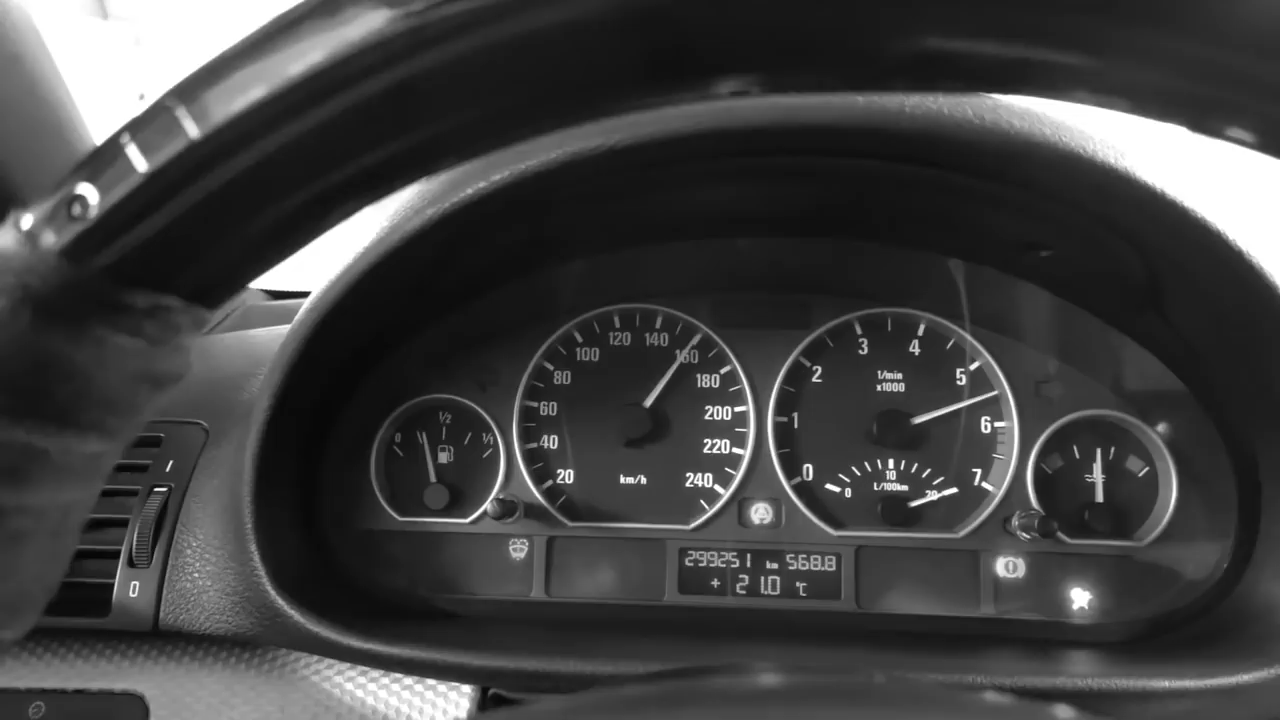 0 1/2 1/1
20 40 60 80 100 120 140 160 180 200 220 240
km/h
0 1 2 3 4 5 6 7
1/min
x1000
0 10 20
L/100km
299251 km 568.8
+ 21.0 °C
I
0